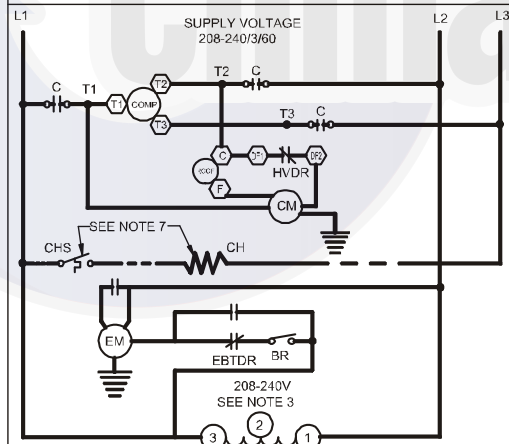 L1
SUPPLY VOLTAGE
L2
L3
208-240/3/60
C
T1
T2
T2
C
T1
COMP
T3
T3
C
C
DF1
DF2
HVDR
F
CM
SEE NOTE 7
CHS
CH
EM
EBTDR
BR
208-240V
SEE NOTE 3
3
2
1